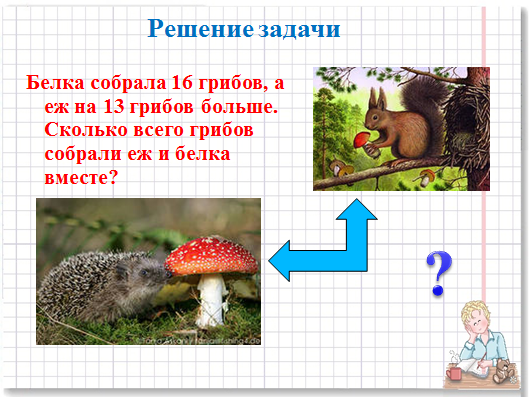 Решение задачи
Белка собрала 16 грибов, а
еж на 13 грибов больше.
Сколько всего грибов
собрали еж и белка
вместе?
?